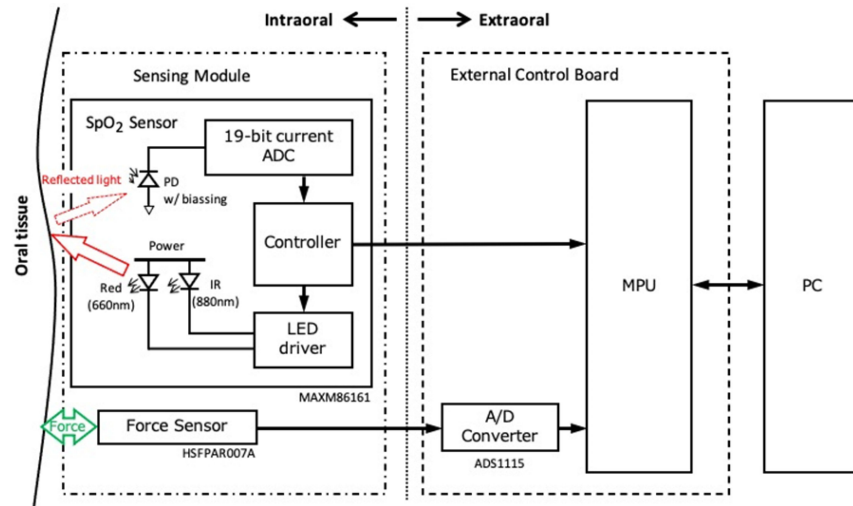 Intraoral
Extraoral
Sensing Module
External Control Board
SpO2 Sensor
19-bit current
ADC
Reflected light
PD
w/ biassing
Oral tissue
Controller
Power
Red
(660nm)
IR
(880nm)
LED
driver
MPU
PC
MAXM86161
Force
Force Sensor
HSFPAR007A
A/D
Converter
ADS1115